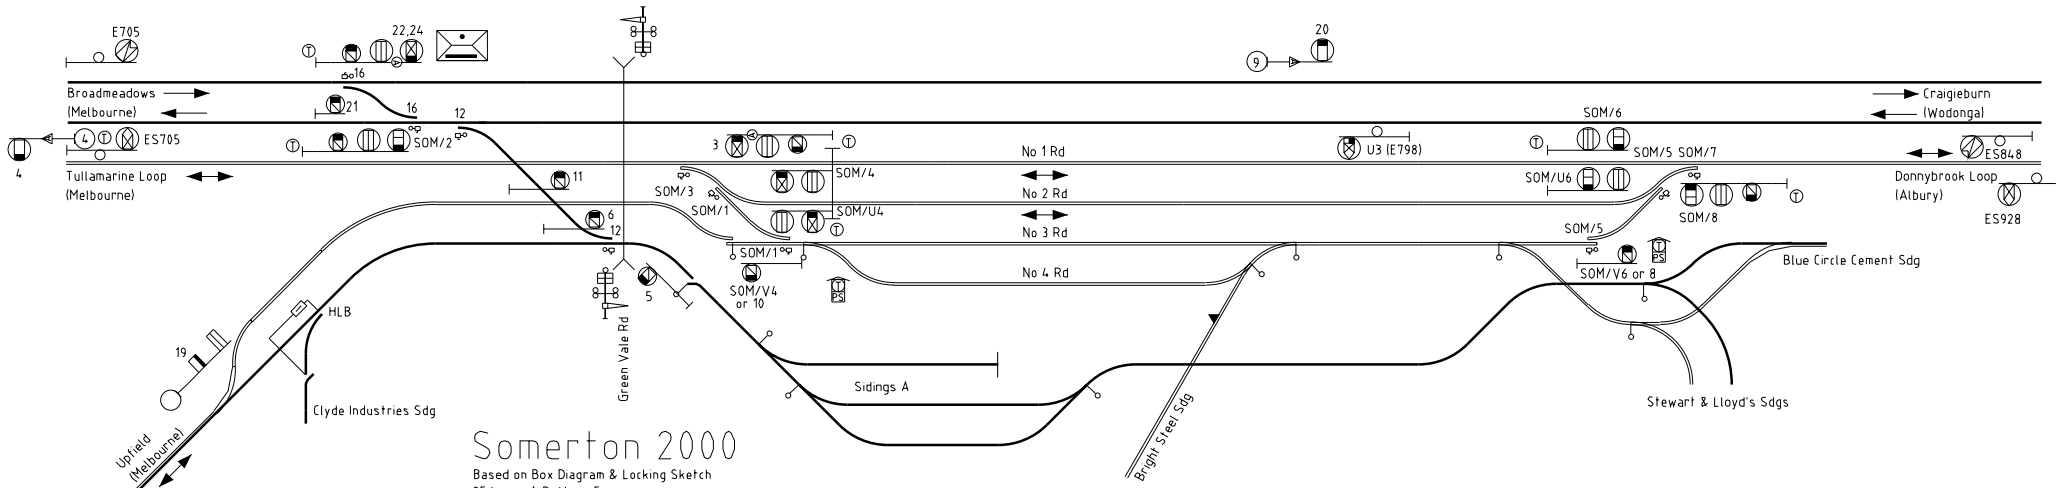 E705
T
22,24
A
9
A
20
16
Broadmeadows
(Melbourne)
21
16
12
Craigieburn
(Wodonga)
SOM/6
A
4
T
ES705
4
T
SOM/2
3
A
T
U3 (E798)
T
SOM/5 SOM/7
ES848
No 1 Rd
Tullamarine Loop
(Melbourne)
11
SOM/3
SOM/4
SOM/U6
Donnybrook Loop
(Albury)
No 2 Rd
SOM/1
SOM/U4
SOM/8
T
ES928
6
12
T
No 3 Rd
SOM/5
SOM/1
T
PS
5
SOM/V4
or 10
T
PS
No 4 Rd
SOM/V6 or 8
Blue Circle Cement Sdg
HLB
Green Vale Rd
19
Sidings A
Clyde Industries Sdg
Stewart & Lloyd's Sdgs
Upfield
(Melbourne)
Bright Steel Sdg
Somerton 2000
Based on Box Diagram & Locking Sketch